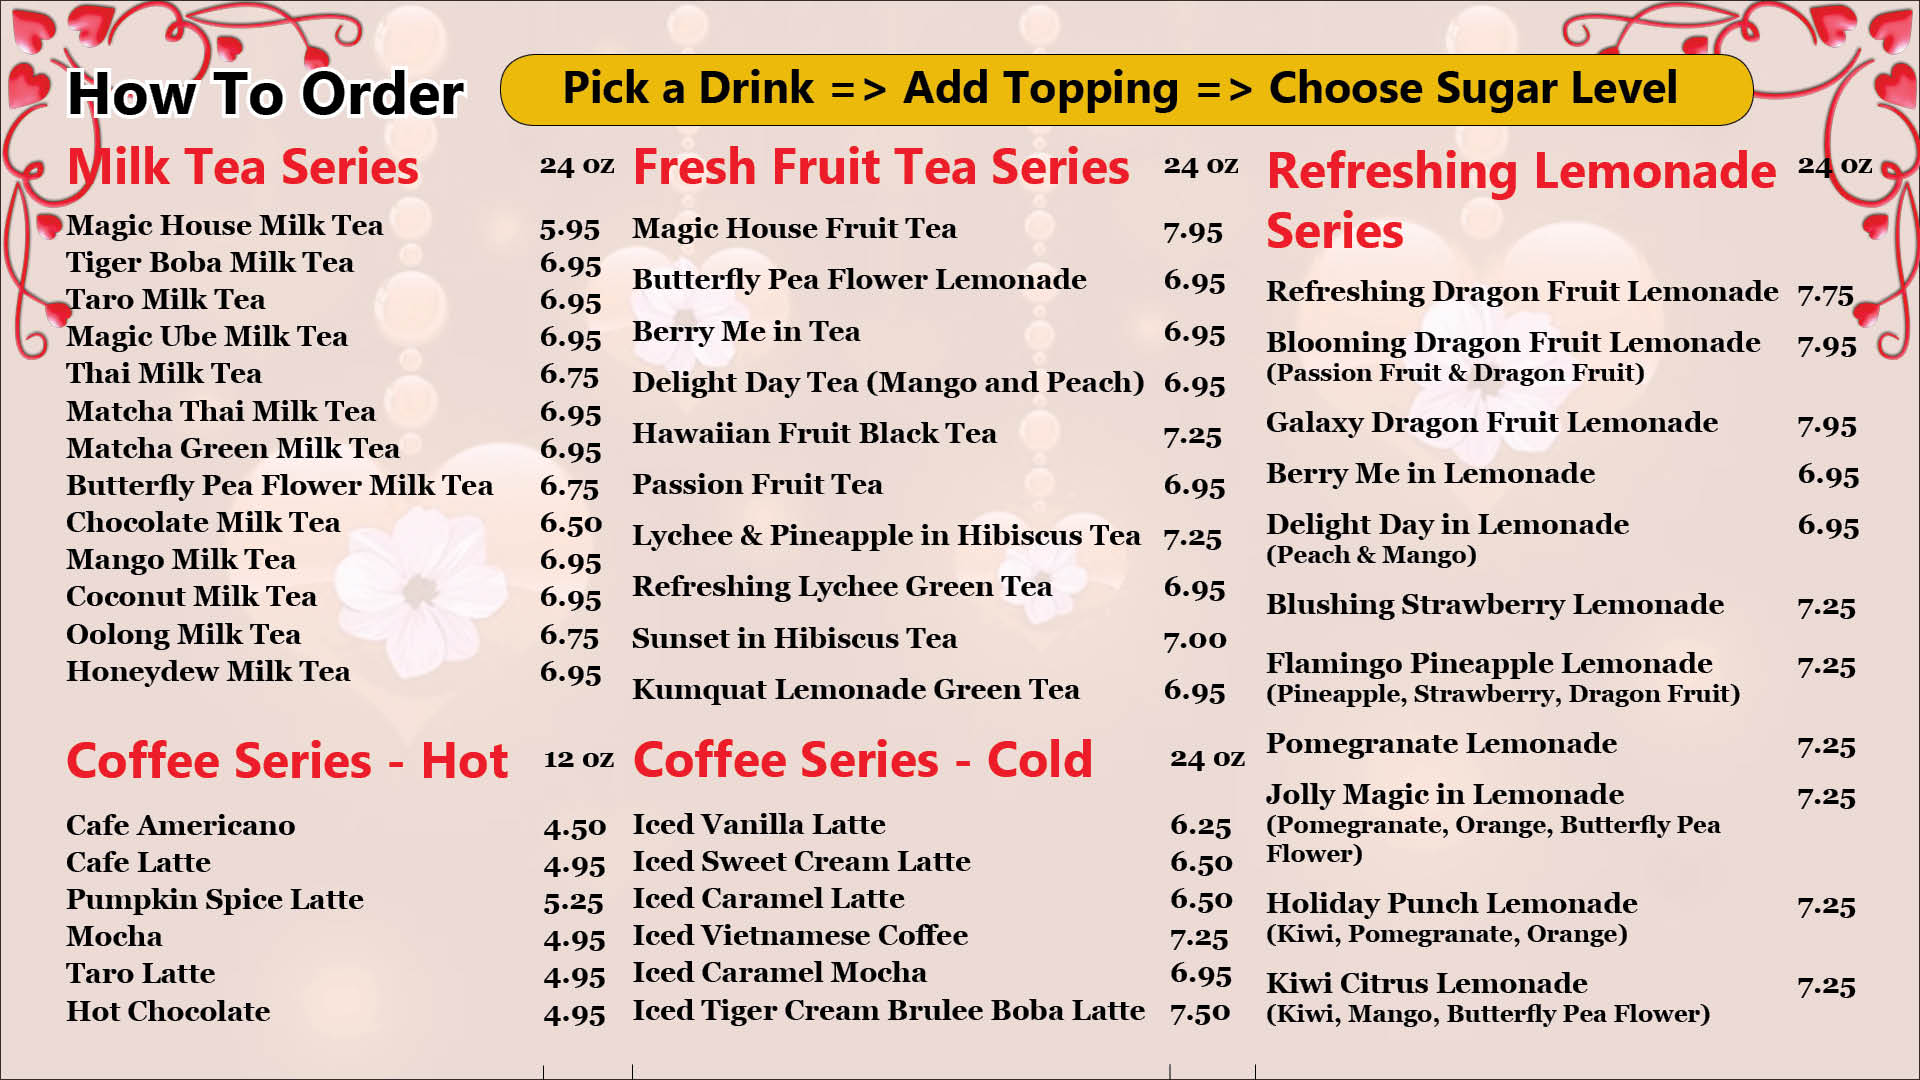 How To Order
Pick a Drink => Add Topping => Choose Sugar Level
Milk Tea Series 24 oz
Magic House Milk Tea 5.95
Tiger Boba Milk Tea 6.95
Taro Milk Tea 6.95
Magic Ube Milk Tea 6.95
Thai Milk Tea 6.75
Matcha Thai Milk Tea 6.95
Matcha Green Milk Tea 6.95
Butterfly Pea Flower Milk Tea 6.75
Chocolate Milk Tea 6.50
Mango Milk Tea 6.95
Coconut Milk Tea 6.95
Oolong Milk Tea 6.75
Honeydew Milk Tea 6.95
Coffee Series - Hot 12 oz
Cafe Americano 4.50
Cafe Latte 4.95
Pumpkin Spice Latte 5.25
Mocha 4.95
Taro Latte 4.95
Hot Chocolate 4.95
Fresh Fruit Tea Series 24 oz
Magic House Fruit Tea 7.95
Butterfly Pea Flower Lemonade 6.95
Berry Me in Tea 6.95
Delight Day Tea (Mango and Peach) 6.95
Hawaiian Fruit Black Tea 7.25
Passion Fruit Tea 6.95
Lychee & Pineapple in Hibiscus Tea 7.25
Refreshing Lychee Green Tea 6.95
Sunset in Hibiscus Tea 7.00
Kumquat Lemonade Green Tea 6.95
Coffee Series - Cold 24 oz
Iced Vanilla Latte 6.25
Iced Sweet Cream Latte 6.50
Iced Caramel Latte 6.50
Iced Vietnamese Coffee 7.25
Iced Caramel Mocha 6.95
Iced Tiger Cream Brulee Boba Latte 7.50
Refreshing Lemonade 24 oz
Series
Refreshing Dragon Fruit Lemonade 7.75
Blooming Dragon Fruit Lemonade 7.95
(Passion Fruit & Dragon Fruit)
Galaxy Dragon Fruit Lemonade 7.95
Berry Me in Lemonade 6.95
Delight Day in Lemonade 6.95
(Peach & Mango)
Blushing Strawberry Lemonade 7.25
Flamingo Pineapple Lemonade 7.25
(Pineapple, Strawberry, Dragon Fruit)
Pomegranate Lemonade 7.25
Jolly Magic in Lemonade 7.25
(Pomegranate, Orange, Butterfly Pea
Flower)
Holiday Punch Lemonade 7.25
(Kiwi, Pomegranate, Orange)
Kiwi Citrus Lemonade 7.25
(Kiwi, Mango, Butterfly Pea Flower)